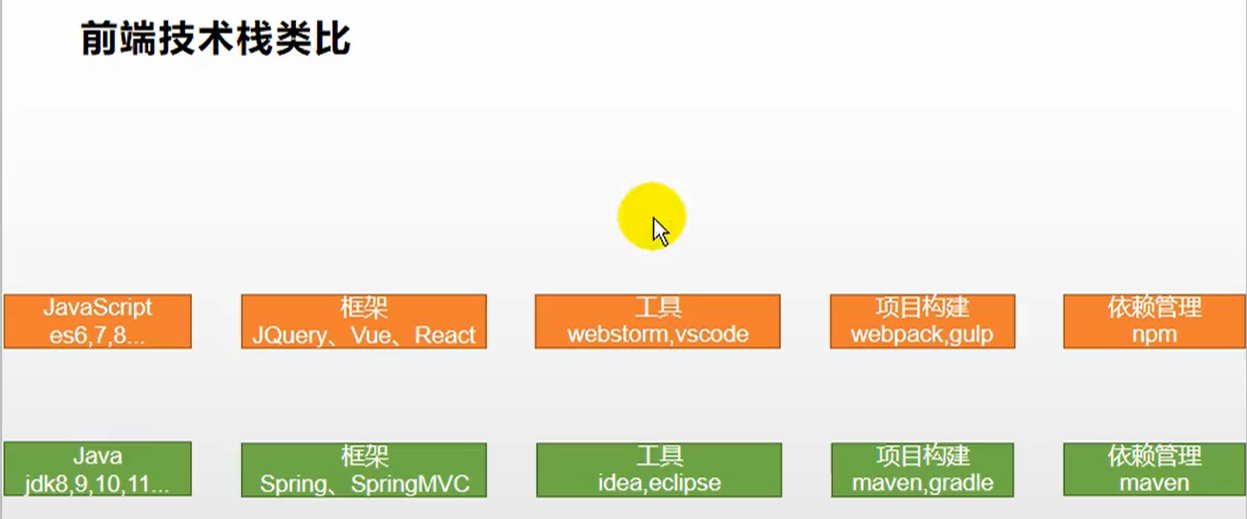 前端技术栈类比
JavaScript
es6,7,8...
框架
JQuery、Vue、React
工具
webstorm,vscode
项目构建
webpack,gulp
依赖管理
npm
Java
jdk8,9,10,11...
框架
Spring、SpringMVC
工具
idea,eclipse
项目构建
maven,gradle
依赖管理
maven